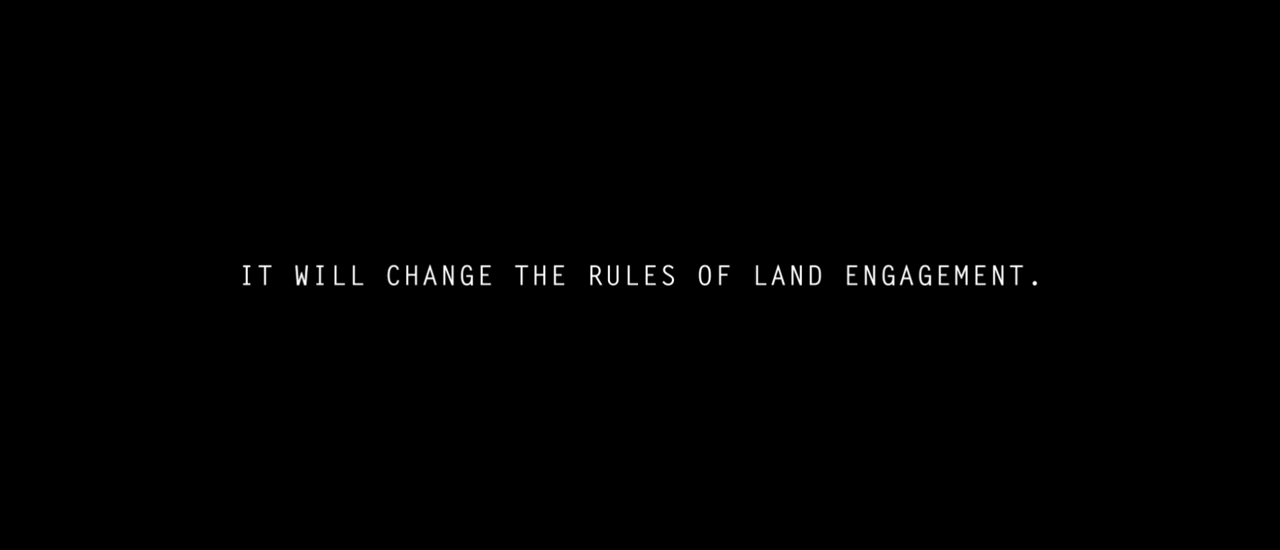 IT WILL CHANGE THE RULES OF LAND ENGAGEMENT.